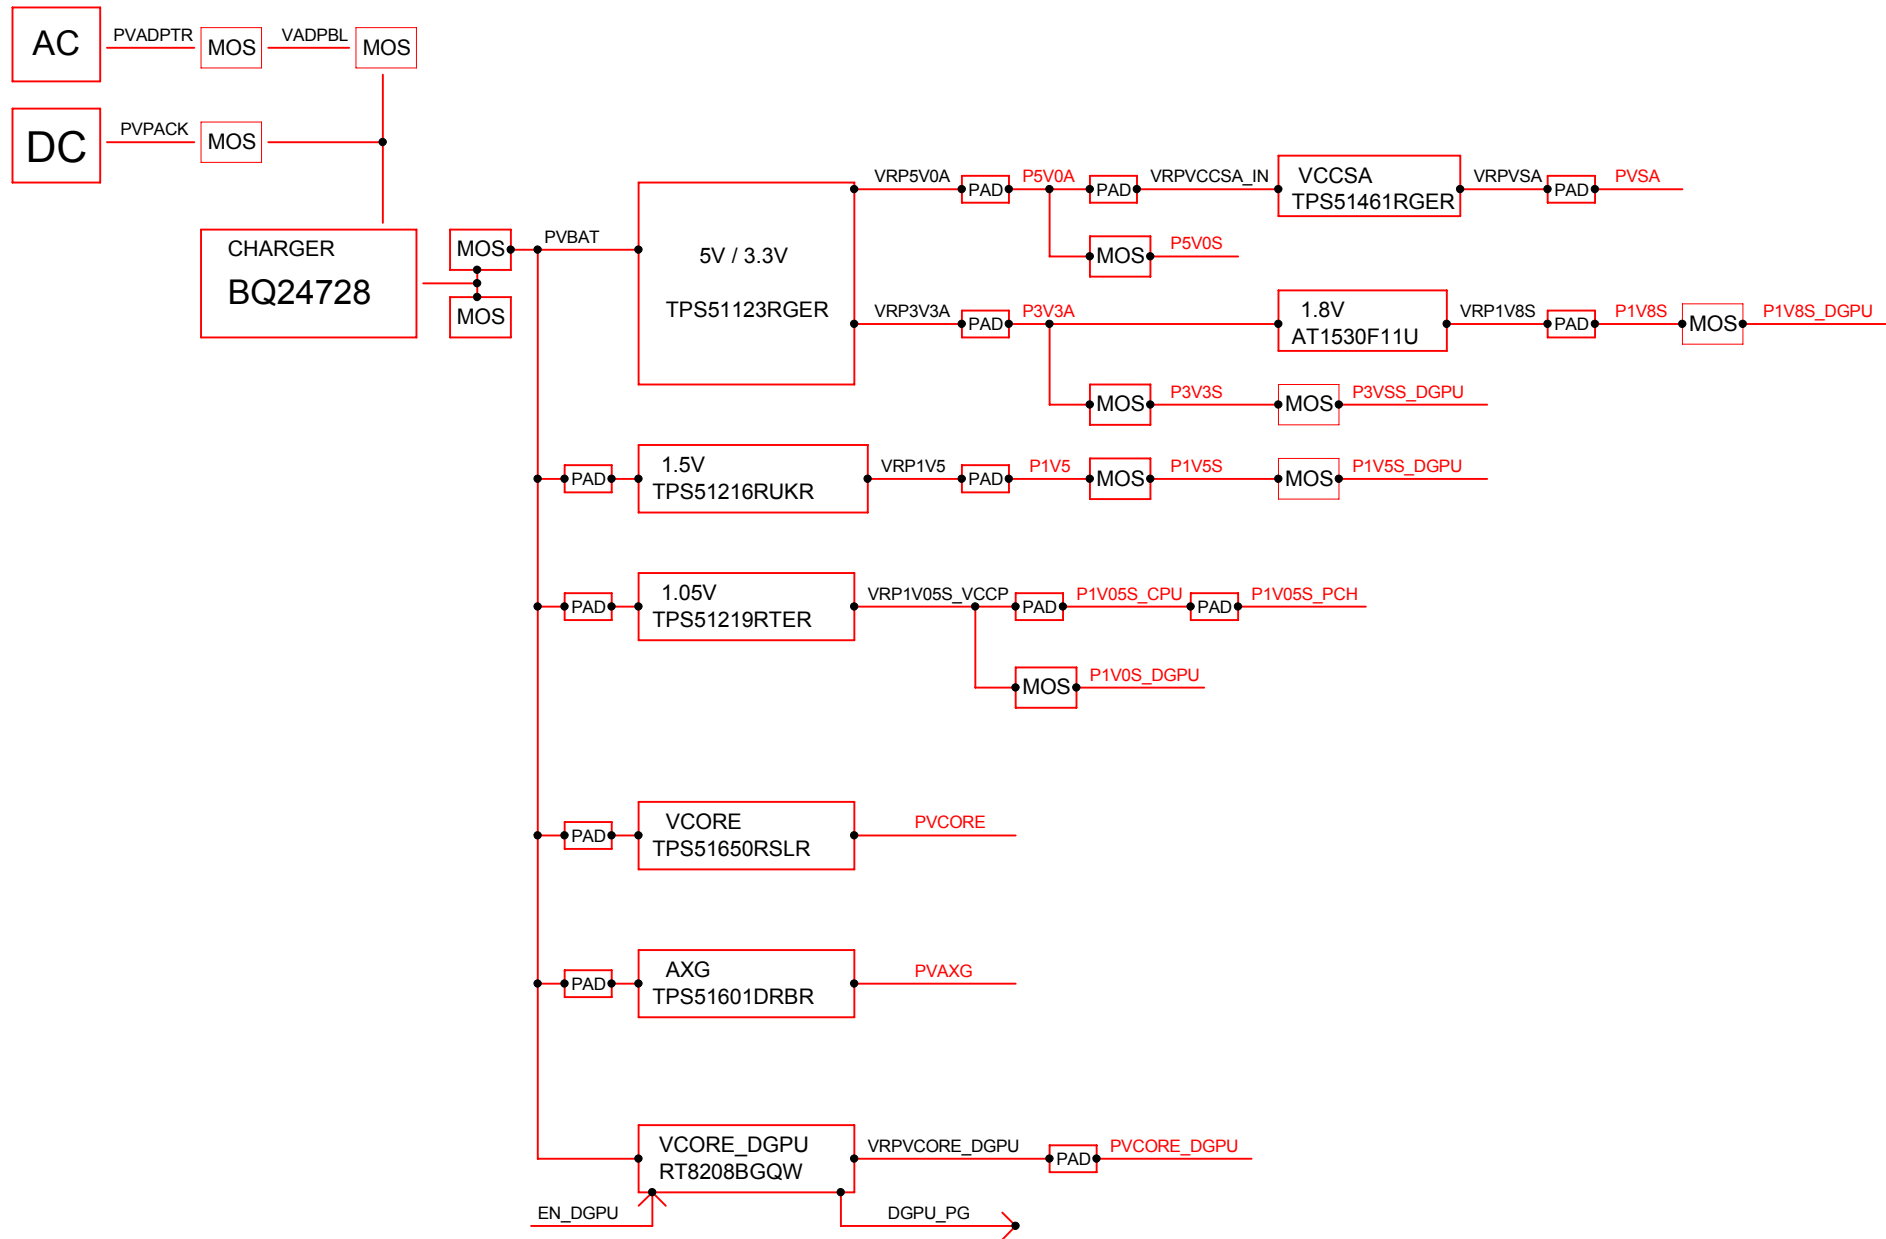 AC
PVADPTR
MOS
VADPBL
MOS
DC
PVPACK
MOS
CHARGER
BQ24728
MOS
MOS
PVBAT
5V / 3.3V
TPS51123RGER
VRP5V0A
PAD
P5V0A
PAD
VRPVCCSA_IN
VCCSA
TPS51461RGER
VRPVSA
PAD
PVSA
MOS
P5V0S
VRP3V3A
PAD
P3V3A
1.8V
AT1530F11U
VRP1V8S
PAD
P1V8S
MOS
P1V8S_DGPU
MOS
P3V3S
MOS
P3VSS_DGPU
PAD
1.5V
TPS51216RUKR
VRP1V5
PAD
P1V5
MOS
P1V5S
MOS
P1V5S_DGPU
PAD
1.05V
TPS51219RTER
VRP1V05S_VCCP
PAD
P1V05S_CPU
PAD
P1V05S_PCH
MOS
P1V0S_DGPU
PAD
VCORE
TPS51650RSLR
PVCORE
PAD
AXG
TPS51601DRBR
PVAXG
VCORE_DGPU
RT8208BGQW
VRPVCORE_DGPU
PAD
PVCORE_DGPU
EN_DGPU
DGPU_PG